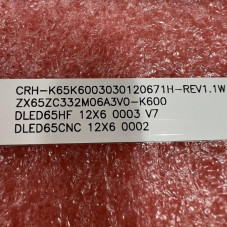 CRH-K65K6003030120671H-REV1.1W
ZX65ZC332M06A3V0-K600
DLED65HF 12X6 0003 V7
DLED65CNC 12X6 0002